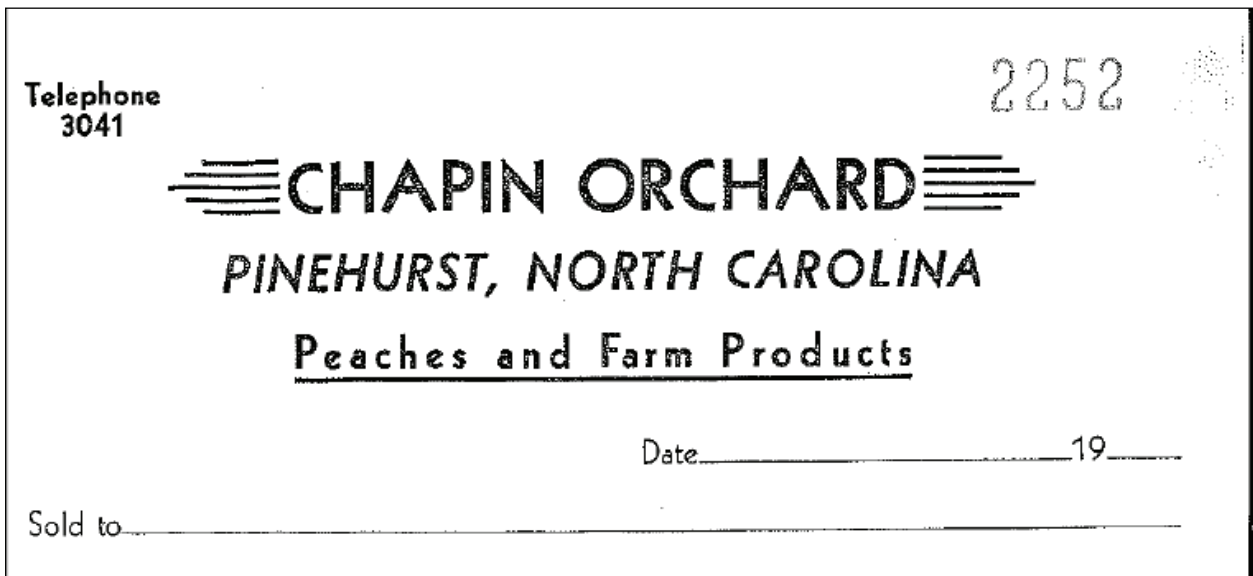 2252
Telephone
3041
CHAPIN ORCHARD
PINEHURST, NORTH CAROLINA
Peaches and Farm Products
Date 19
Sold to